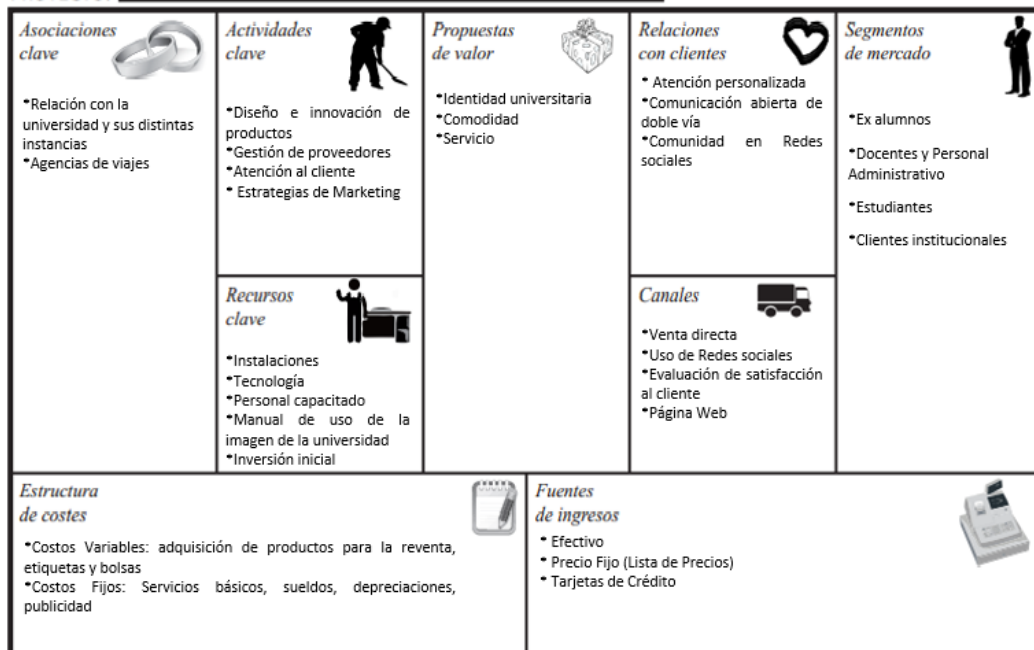 Asociaciones
clave
*Relación con la
universidad y sus distintas
instancias
*Agencias de viajes
Actividades
clave
*Diseño e innovación de
productos
*Gestión de proveedores
*Atención al cliente
* Estrategias de Marketing
Recursos
clave
*Instalaciones
*Tecnología
*Personal capacitado
*Manual de uso de la
imagen de la universidad
*Inversión inicial
Propuestas
de valor
*Identidad universitaria
*Comodidad
*Servicio
Relaciones
con clientes
* Atención personalizada
*Comunicación abierta de
doble vía
*Comunidad en Redes
sociales
Canales
*Venta directa
*Uso de Redes sociales
*Evaluación de satisfacción
al cliente
*Página Web
Segmentos
de mercado
*Ex alumnos
*Docentes y Personal
Administrativo
*Estudiantes
*Clientes institucionales
Estructura
de costes
*Costos Variables: adquisición de productos para la reventa,
etiquetas y bolsas
*Costos Fijos: Servicios básicos, sueldos, depreciaciones,
publicidad
Fuentes
de ingresos
* Efectivo
* Precio Fijo (Lista de Precios)
* Tarjetas de Crédito